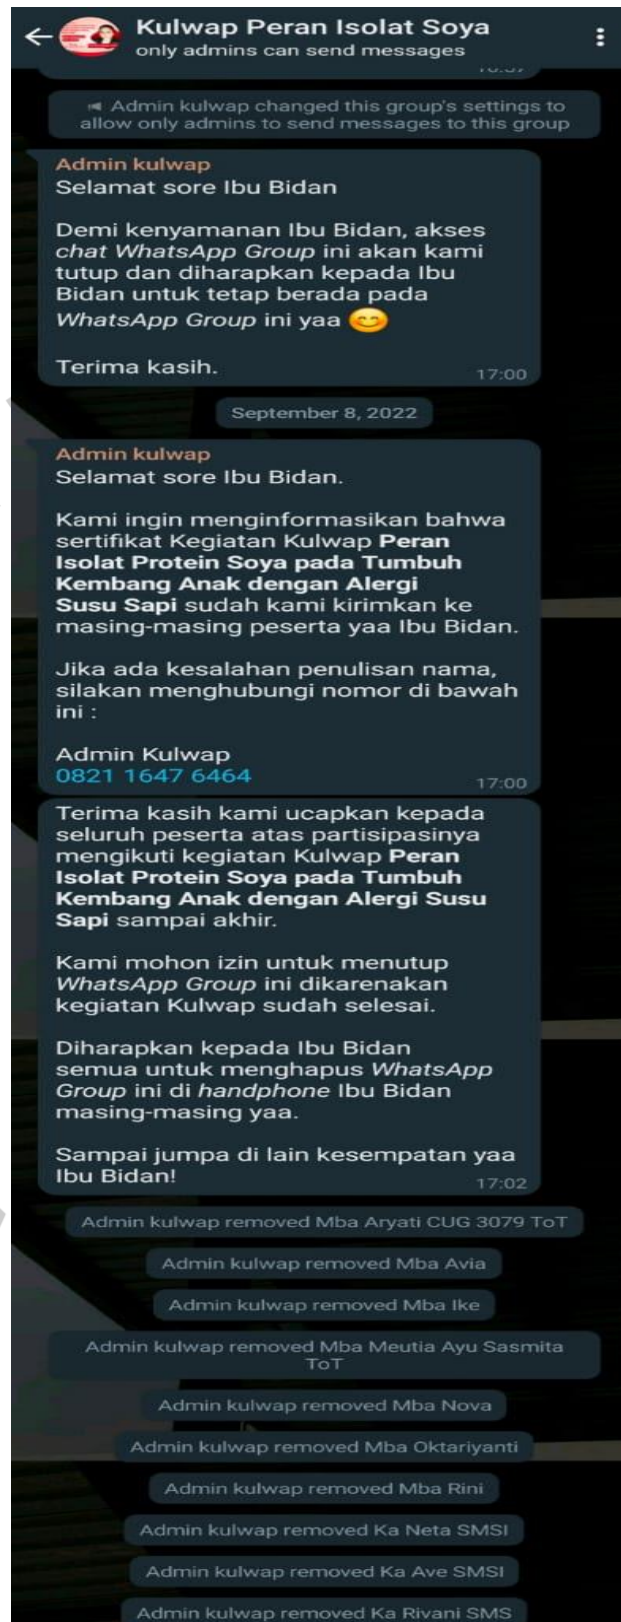 Kulwap Peran Isolat Soya
only admins can send messages
Admin kulwap changed this group's settings to
allow only admins to send messages to this group
Admin kulwap
Selamat sore Ibu Bidan
Demi kenyamanan Ibu Bidan, akses
chat WhatsApp Group ini akan kami
tutup dan diharapkan kepada Ibu
Bidan untuk tetap berada pada
WhatsApp Group ini yaa 😊
Terima kasih.
17:00
September 8, 2022
Admin kulwap
Selamat sore Ibu Bidan.
Kami ingin menginformasikan bahwa
sertifikat Kegiatan Kulwap Peran
Isolat Protein Soya pada Tumbuh
Kembang Anak dengan Alergi
Susu Sapi sudah kami kirimkan ke
masing-masing peserta yaa Ibu Bidan.
Jika ada kesalahan penulisan nama,
silakan menghubungi nomor di bawah
ini :
Admin Kulwap
0821 1647 6464
17:00
Terima kasih kami ucapkan kepada
seluruh peserta atas partisipasinya
mengikuti kegiatan Kulwap Peran
Isolat Protein Soya pada Tumbuh
Kembang Anak dengan Alergi Susu
Sapi sampai akhir.
Kami mohon izin untuk menutup
WhatsApp Group ini dikarenakan
kegiatan Kulwap sudah selesai.
Diharapkan kepada Ibu Bidan
semua untuk menghapus WhatsApp
Group ini di handphone Ibu Bidan
masing-masing yaa.
Sampai jumpa di lain kesempatan yaa
Ibu Bidan!
17:02
Admin kulwap removed Mba Aryati CUG 3079 ToT
Admin kulwap removed Mba Avia
Admin kulwap removed Mba Ike
Admin kulwap removed Mba Meutia Ayu Sasmita
ToT
Admin kulwap removed Mba Nova
Admin kulwap removed Mba Oktariyanti
Admin kulwap removed Mba Rini
Admin kulwap removed Ka Neta SMSI
Admin kulwap removed Ka Ave SMSI
Admin kulwap removed Ka Rivani SMS